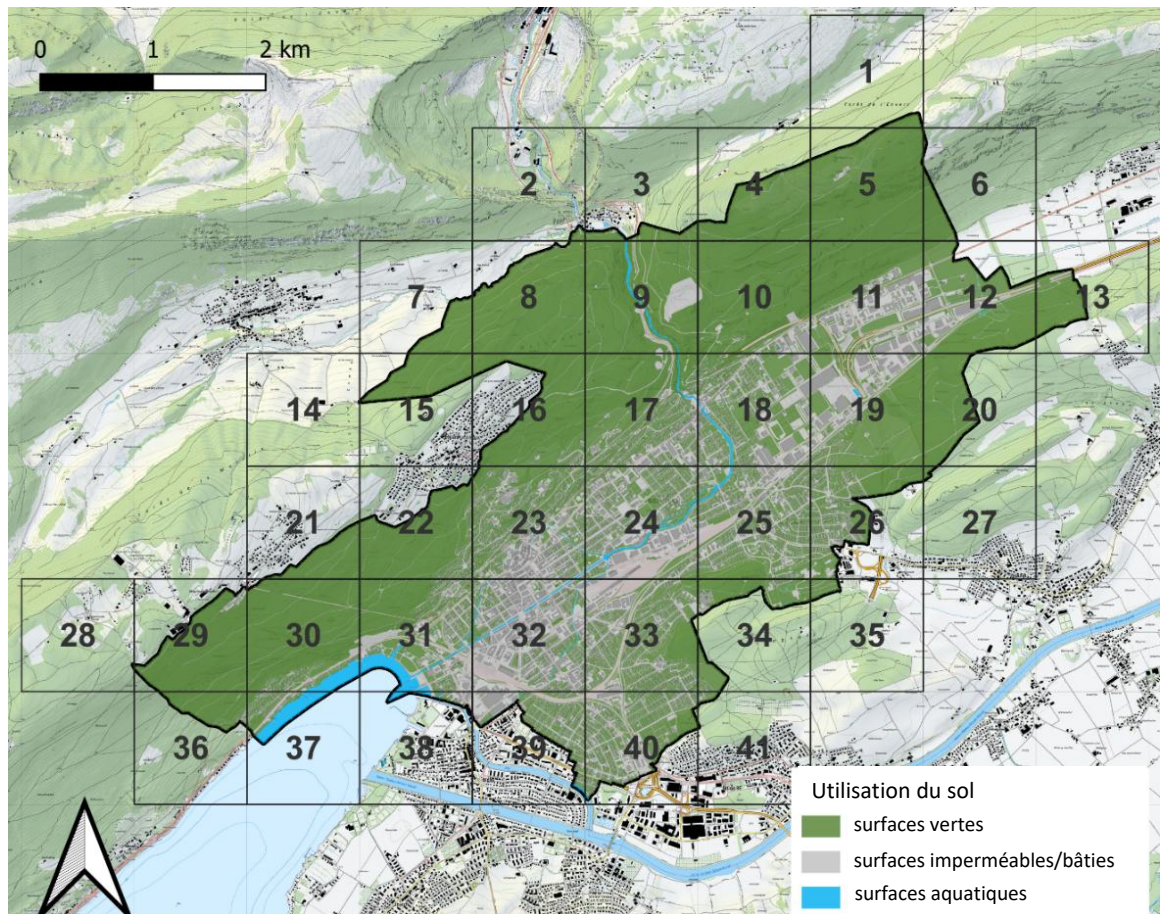 0 1 2 km
1
2 3 4 5 6
7 8 9 10 11 12 13
14 15 16 17 18 19 20
21 22 23 24 25 26 27
28 29 30 31 32 33 34 35
36 37 38 39 40 41
Utilisation du sol
surfaces vertes
surfaces imperméables/bâties
surfaces aquatiques